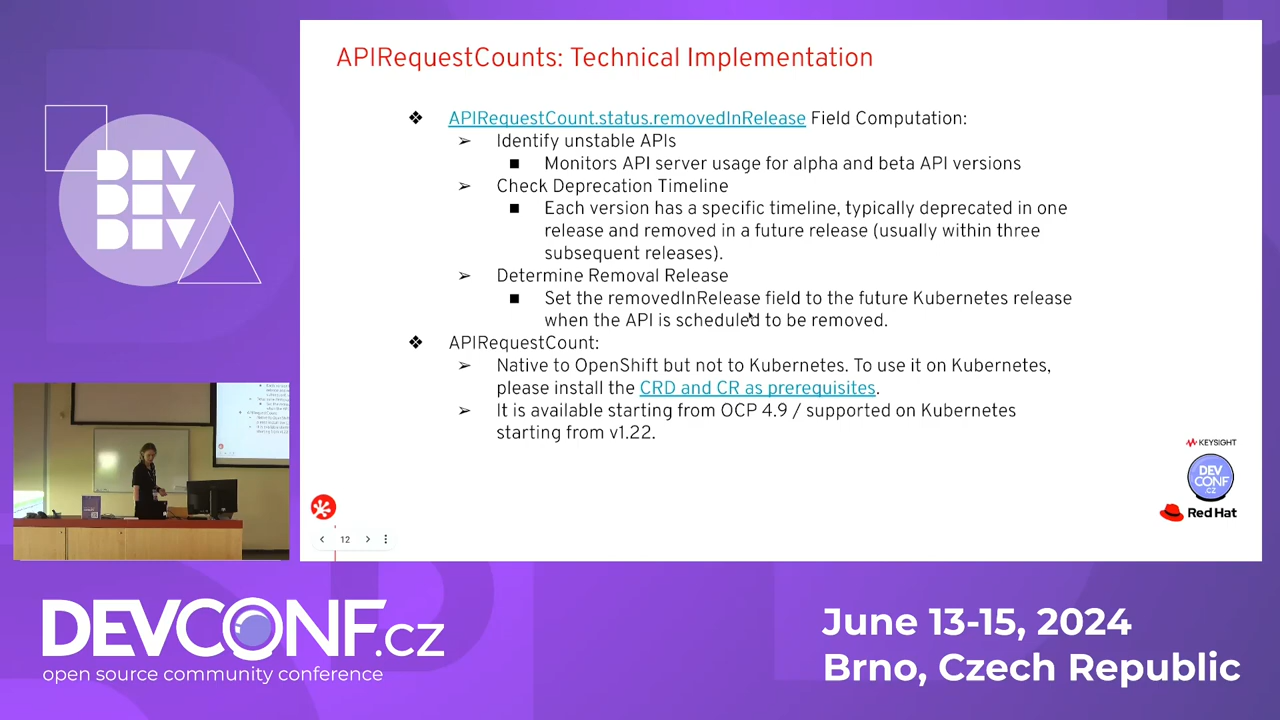 APIRequestCounts: Technical Implementation
❖ APIRequestCount.status.removedInRelease Field Computation:
➢ Identify unstable APIs
■ Monitors API server usage for alpha and beta API versions
➢ Check Deprecation Timeline
■ Each version has a specific timeline, typically deprecated in one
release and removed in a future release (usually within three
subsequent releases).
➢ Determine Removal Release
■ Set the removedInRelease field to the future Kubernetes release
when the API is scheduled to be removed.
❖ APIRequestCount:
➢ Native to OpenShift but not to Kubernetes. To use it on Kubernetes,
please install the CRD and CR as prerequisites.
➢ It is available starting from OCP 4.9 / supported on Kubernetes
starting from v1.22.
KEYSIGHT
DEV
CONF
CZ
Red Hat
12
DEV
DEV
DEV
DEVCONF.cz
open source community conference
June 13-15, 2024
Brno, Czech Republic